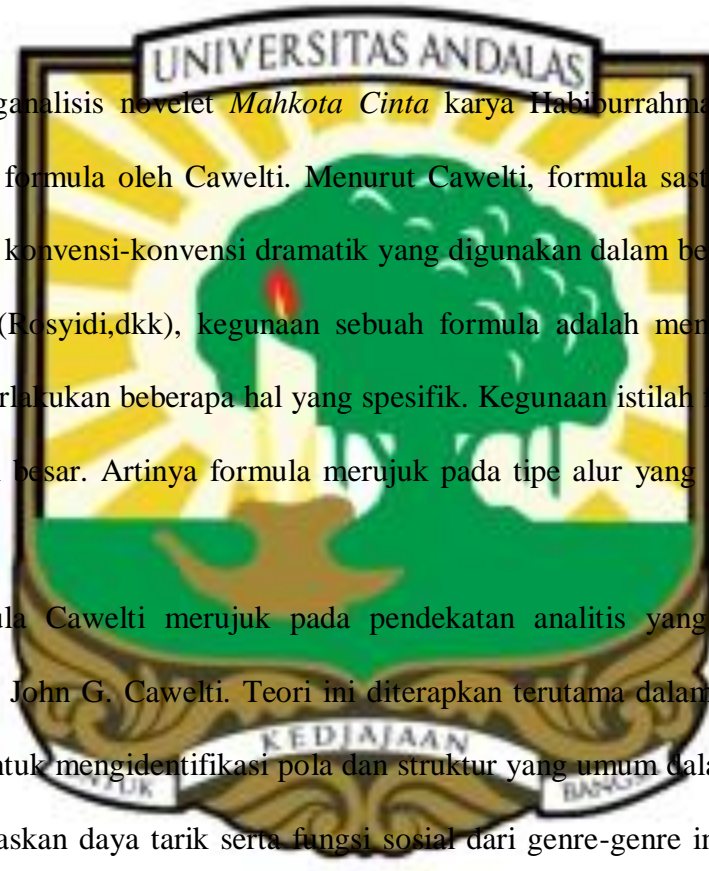 UNIVERSITAS ANDALAS
ganalisis novelet Mahkota Cinta karya Habiburrahma
formula oleh Cawelti. Menurut Cawelti, formula sast
konvensi-konvensi dramatik yang digunakan dalam be
(Rosyidi,dkk), kegunaan sebuah formula adalah men
rlakukan beberapa hal yang spesifik. Kegunaan istilah
besar. Artinya formula merujuk pada tipe alur yang
ula Cawelti merujuk pada pendekatan analitis yang
John G. Cawelti. Teori ini diterapkan terutama dalam
KEDJAJAAN
ntuk mengidentifikasi pola dan struktur yang umum dala
UNTUK BANGSA
askan daya tarik serta fungsi sosial dari genre-genre in